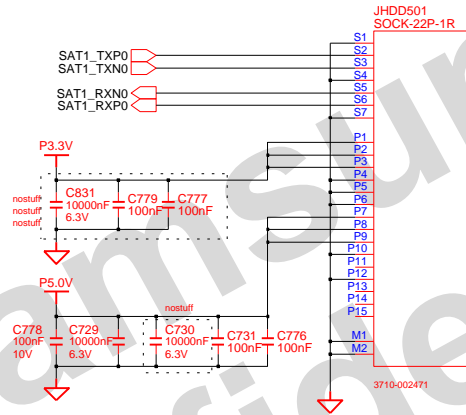 JHDD501
SOCK-22P-1R
S1
SAT1_TXP0 S2
SAT1_TXN0 S3
S4
SAT1_RXN0 S5
SAT1_RXP0 S6
S7
P3.3V
P1
P2
P3
P4
P5
P6
P7
P8
P9
P10
P11
P12
P13
P14
P15
M1
M2
3710-002471
nostuff
nostuff
nostuff
C831
10000nF
6.3V
C779
100nF
C777
100nF
P5.0V
nostuff
C778
100nF
10V
C729
10000nF
6.3V
C730
10000nF
6.3V
C731
100nF
C776
100nF